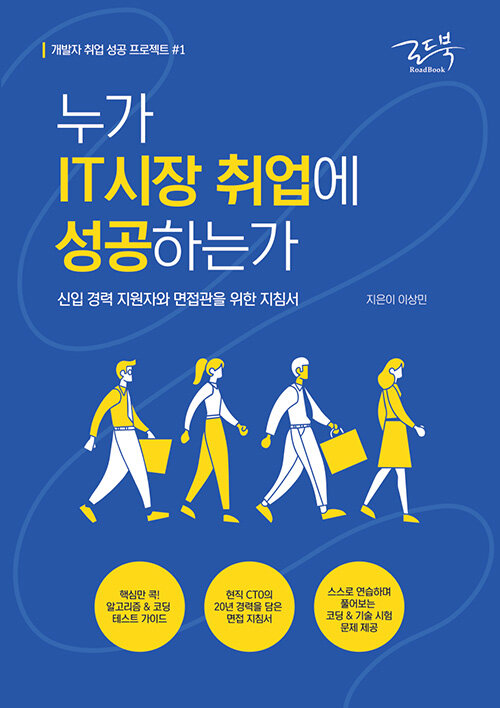 개발자 취업 성공 프로젝트 #1
로드북
RoadBook
누가
IT시장 취업에
성공하는가
신입 경력 지원자와 면접관을 위한 지침서
지은이 이상민
핵심만 콕!
알고리즘 & 코딩
테스트 가이드
현직 CTO의
20년 경력을 담은
면접 지침서
스스로 연습하며
풀어보는
코딩 & 기술 시험
문제 제공